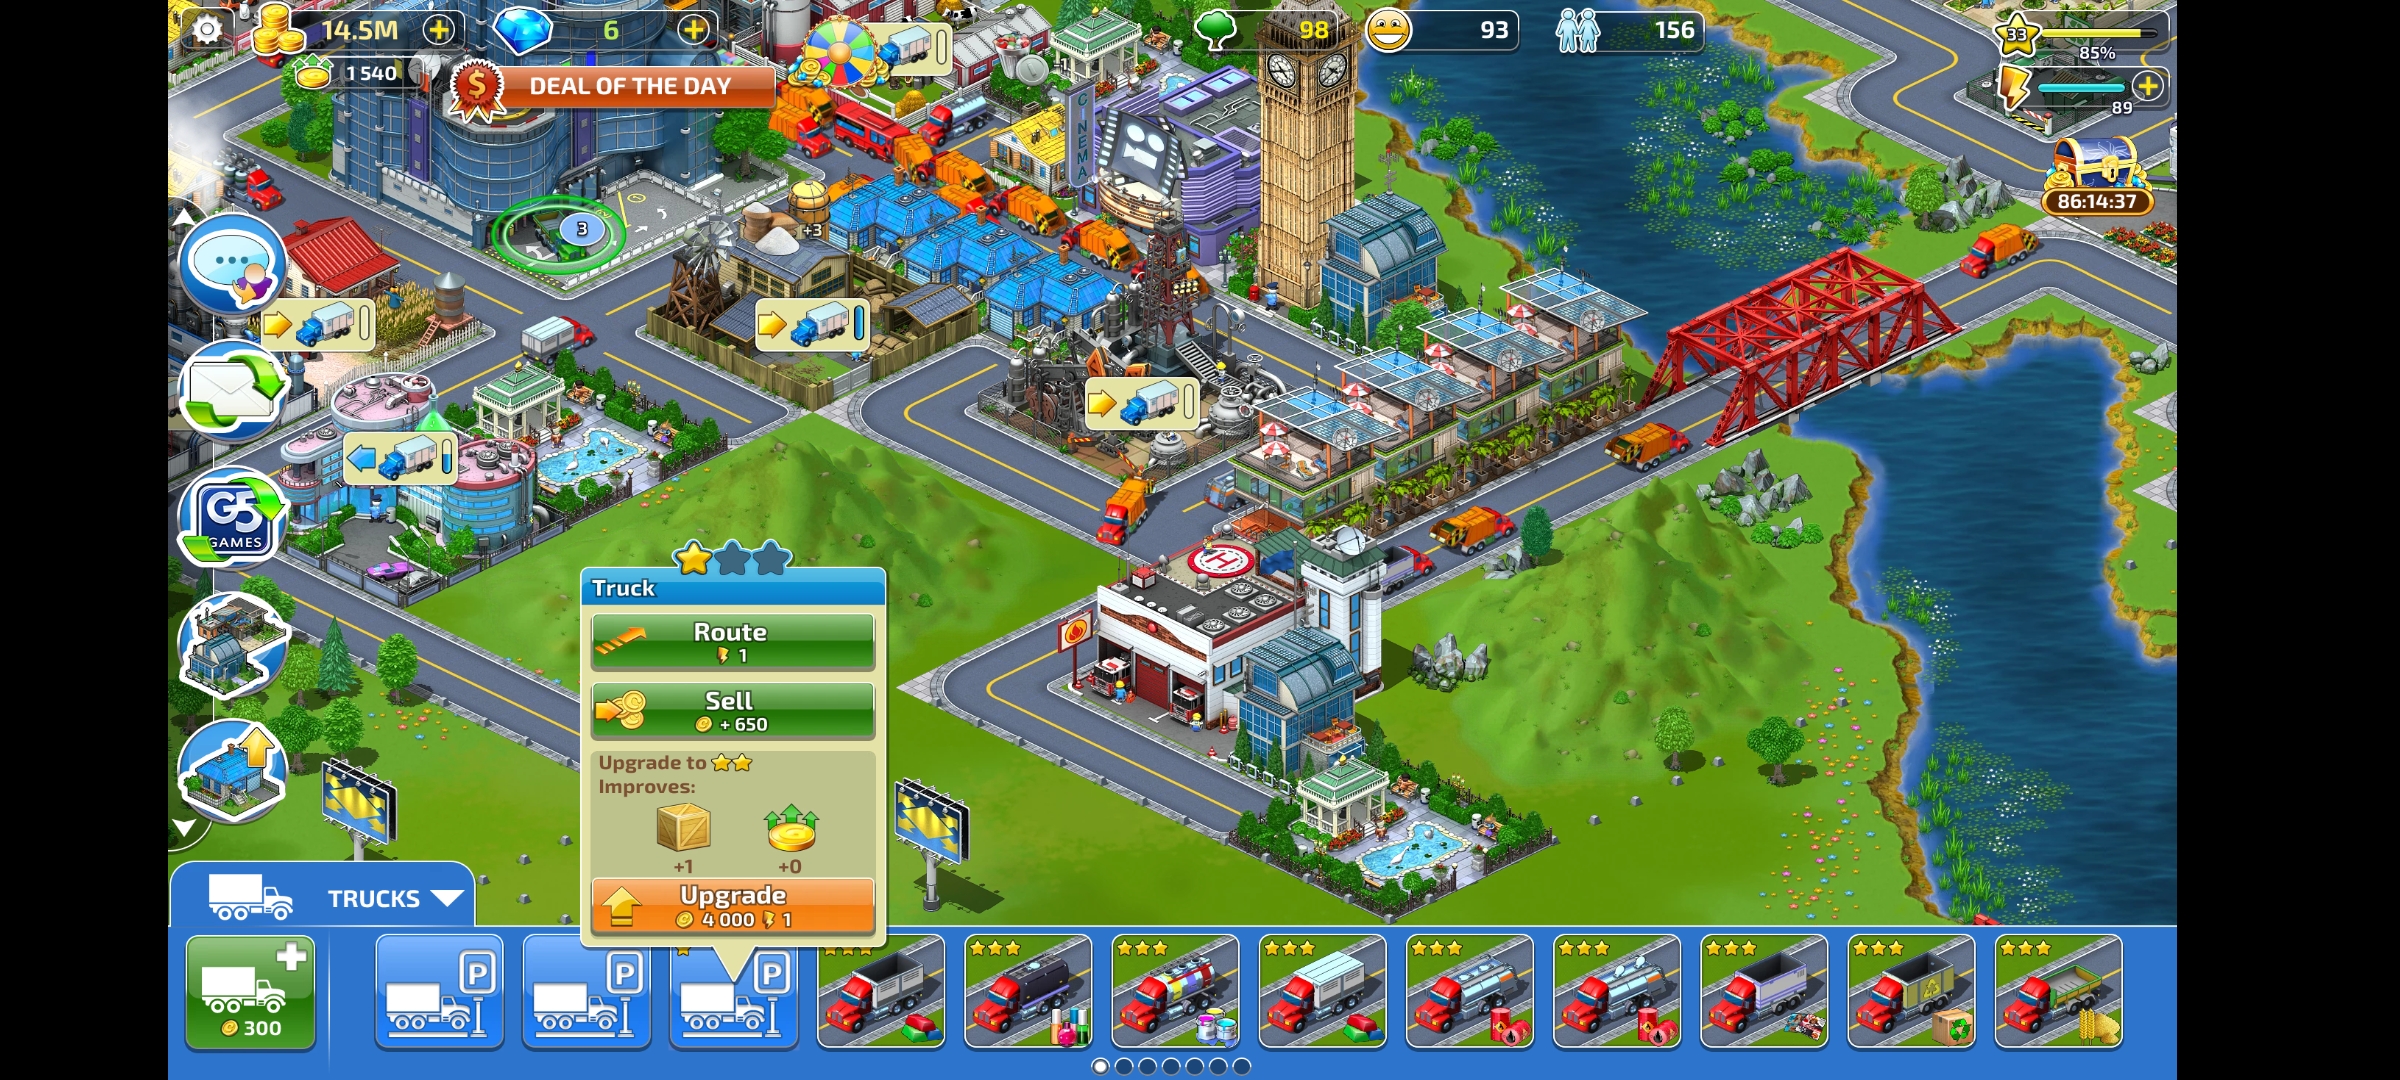 14.5M
6
98
93
156
33
85%
1 540
DEAL OF THE DAY
89
86:14:37
CINEMA
3
+3
H
G5
GAMES
Truck
Route
1
Sell
+ 650
Upgrade to
Improves:
+1
+0
Upgrade
4 000 1
TRUCKS
300
P
P
P